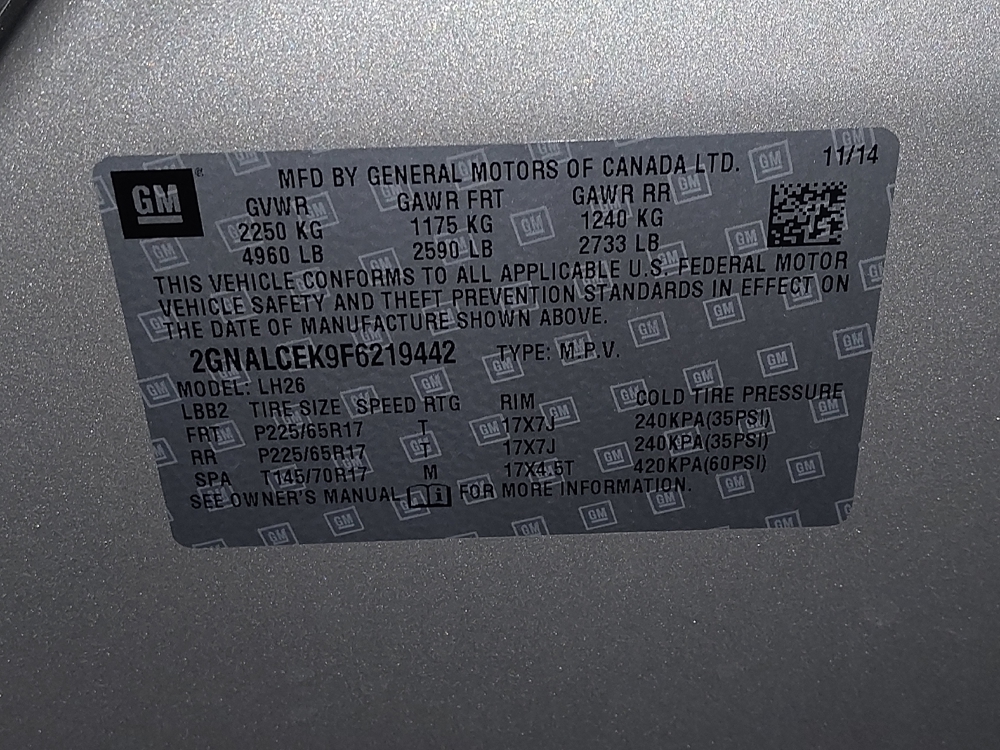 GM
MFD BY GENERAL MOTORS OF CANADA LTD. 11/14
GVWR GAWR FRT GAWR RR
2250 KG 1175 KG 1240 KG
4960 LB 2590 LB 2733 LB
THIS VEHICLE CONFORMS TO ALL APPLICABLE U.S. FEDERAL MOTOR
VEHICLE SAFETY AND THEFT PREVENTION STANDARDS IN EFFECT ON
THE DATE OF MANUFACTURE SHOWN ABOVE.
2GNALCEK9F6219442 TYPE: M.P.V.
MODEL: LH26
LBB2 TIRE SIZE SPEED RTG RIM COLD TIRE PRESSURE
FRT P225/65R17 T 17X7J 240KPA(35PSI)
RR P225/65R17 T 17X7J 240KPA(35PSI)
SPA T145/70R17 M 17X4.5T 420KPA(60PSI)
SEE OWNER'S MANUAL i FOR MORE INFORMATION.